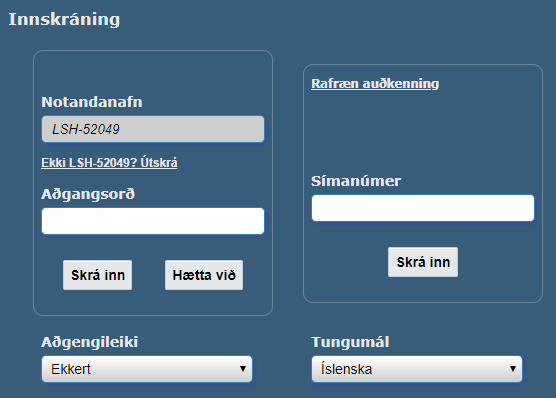 Innskráning
Notandanafn
LSH-52049
Ekki LSH-52049? Útskrá
Aðgangsorð
Skrá inn
Hætta við
Rafræn auðkenning
Símanúmer
Skrá inn
Aðgengileiki
Ekkert
Tungumál
Íslenska